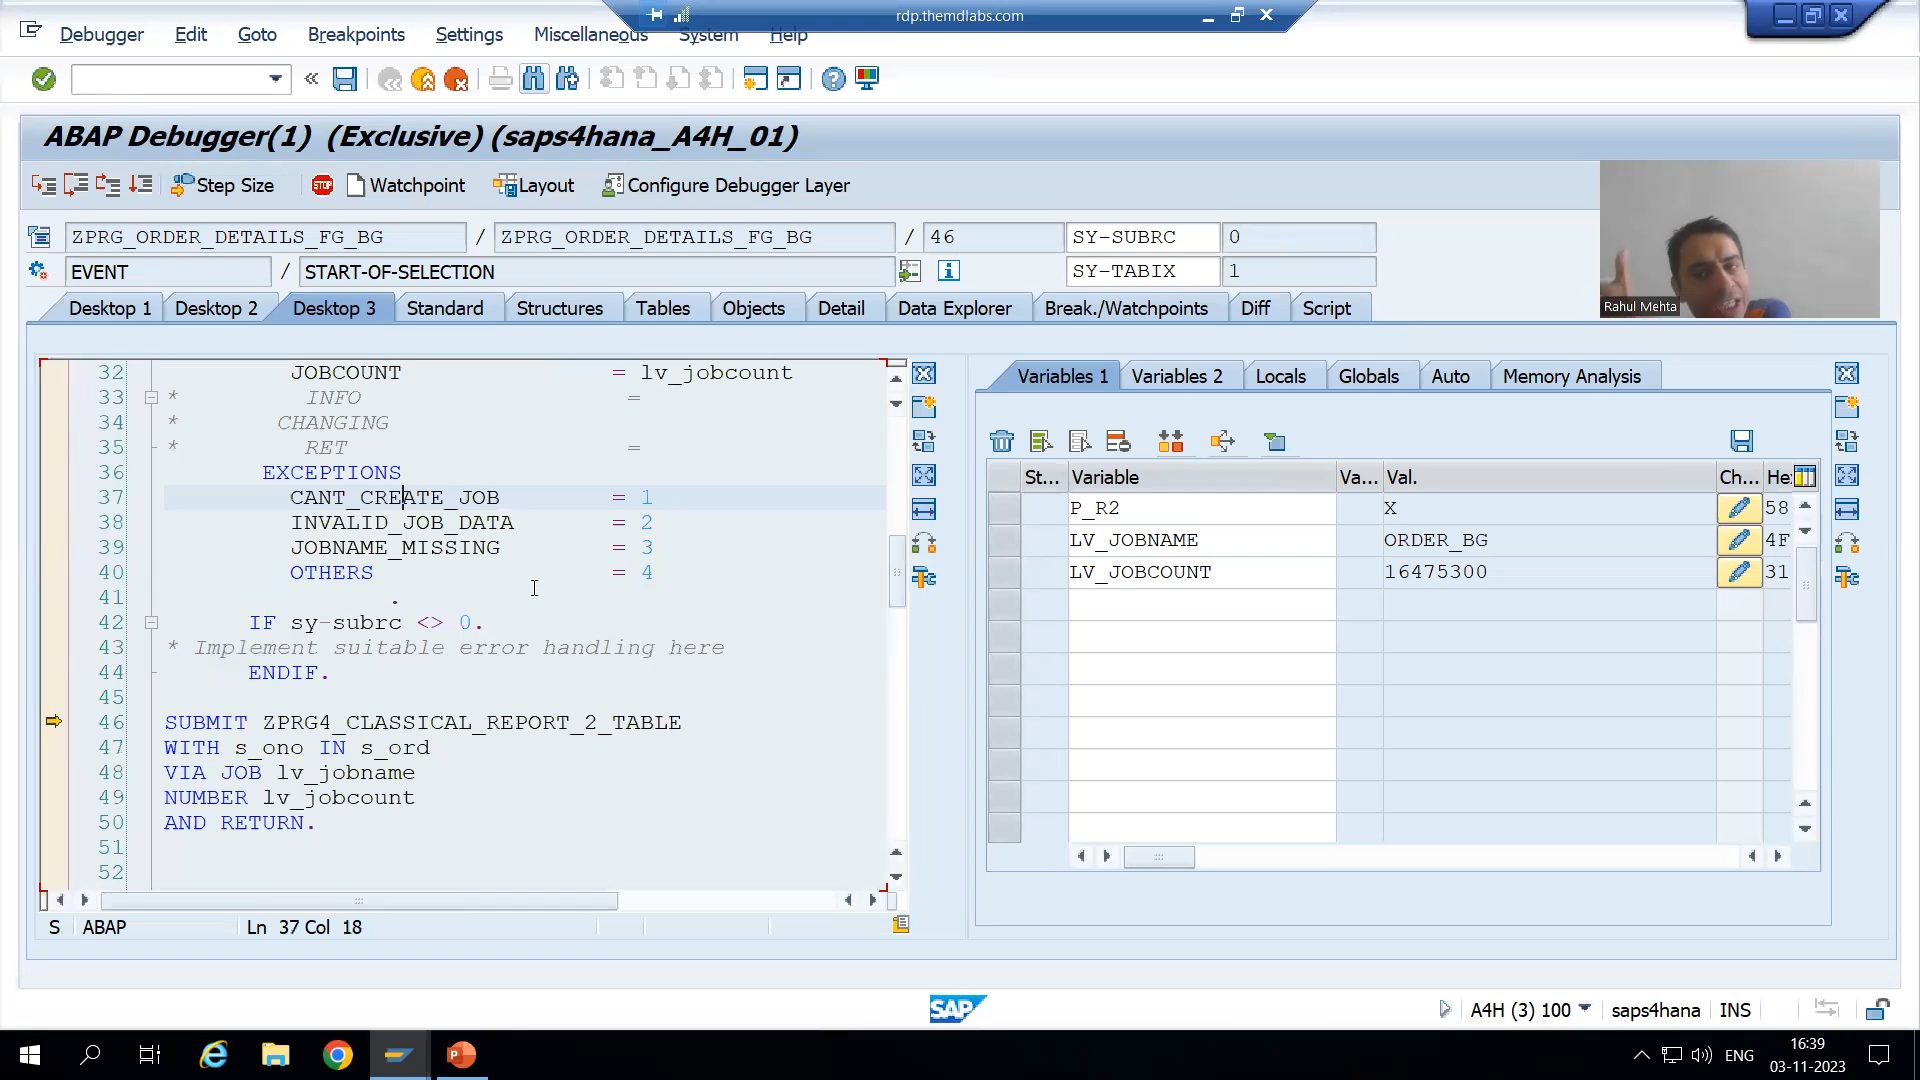 rdp.themdlabs.com
Debugger Edit Goto Breakpoints Settings Miscellaneous System Help
ABAP Debugger(1) (Exclusive) (saps4hana_A4H_01)
Step Size STOP Watchpoint Layout Configure Debugger Layer
ZPRG_ORDER_DETAILS_FG_BG / ZPRG_ORDER_DETAILS_FG_BG / 46 SY-SUBRC 0
EVENT / START-OF-SELECTION SY-TABIX 1
Rahul Mehta
Desktop 1 Desktop 2 Desktop 3 Standard Structures Tables Objects Detail Data Explorer Break./Watchpoints Diff Script
32 JOBCOUNT = lv_jobcount
33 * INFO =
34 * CHANGING
35 * RET =
36 EXCEPTIONS
37 CANT_CREATE_JOB = 1
38 INVALID_JOB_DATA = 2
39 JOBNAME_MISSING = 3
40 OTHERS = 4
41 .
42 IF sy-subrc <> 0.
43 * Implement suitable error handling here
44 ENDIF.
45
46 SUBMIT ZPRG4_CLASSICAL_REPORT_2_TABLE
47 WITH s_ono IN s_ord
48 VIA JOB lv_jobname
49 NUMBER lv_jobcount
50 AND RETURN.
51
52
S ABAP Ln 37 Col 18
Variables 1 Variables 2 Locals Globals Auto Memory Analysis
St... Variable Va... Val. Ch... He
P_R2 X 58
LV_JOBNAME ORDER_BG 4F
LV_JOBCOUNT 16475300 31
SAP
A4H (3) 100 saps4hana INS
ENG
16:39
03-11-2023